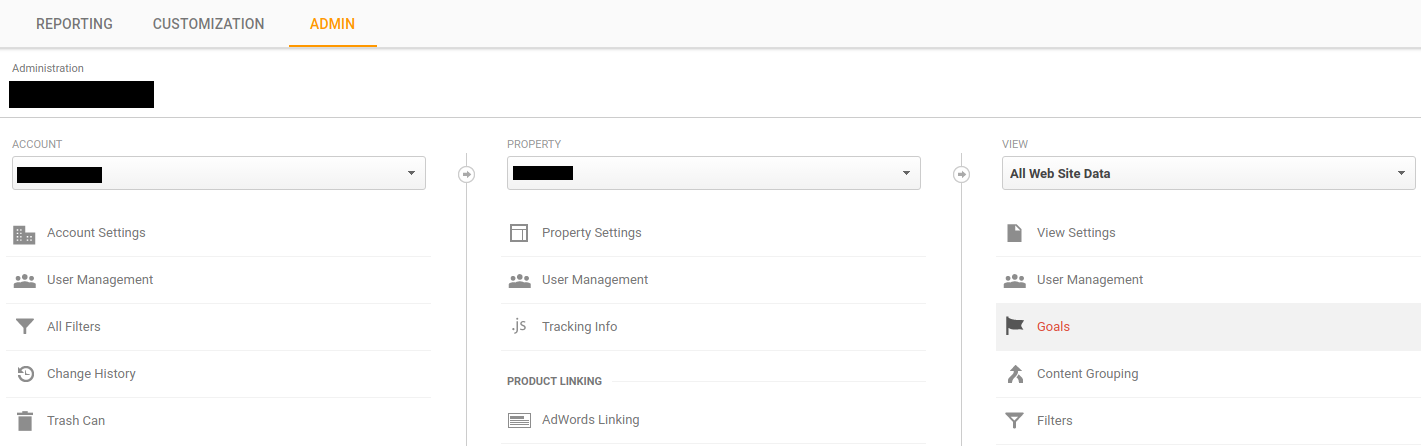 REPORTING CUSTOMIZATION ADMIN
Administration
ACCOUNT
Account Settings
User Management
All Filters
Change History
Trash Can
PROPERTY
Property Settings
User Management
.js Tracking Info
PRODUCT LINKING
AdWords Linking
VIEW
All Web Site Data
View Settings
User Management
Goals
Content Grouping
Filters